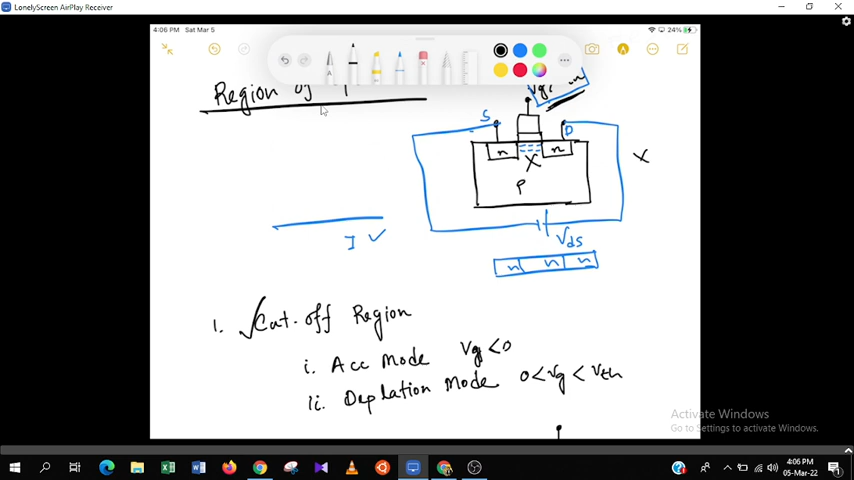 LonelyScreen AirPlay Receiver
4:06 PM Sat Mar 5
24%
Region of
S
D
n
n
X
P
X
Vds
I ✓
n n n
1. √Cut-off Region
i. Acc Mode Vg<0
ii. Deplation Mode 0<Vg<Vth
Activate Windows
Go to Settings to activate Windows.
4:06 PM
05-Mar-22